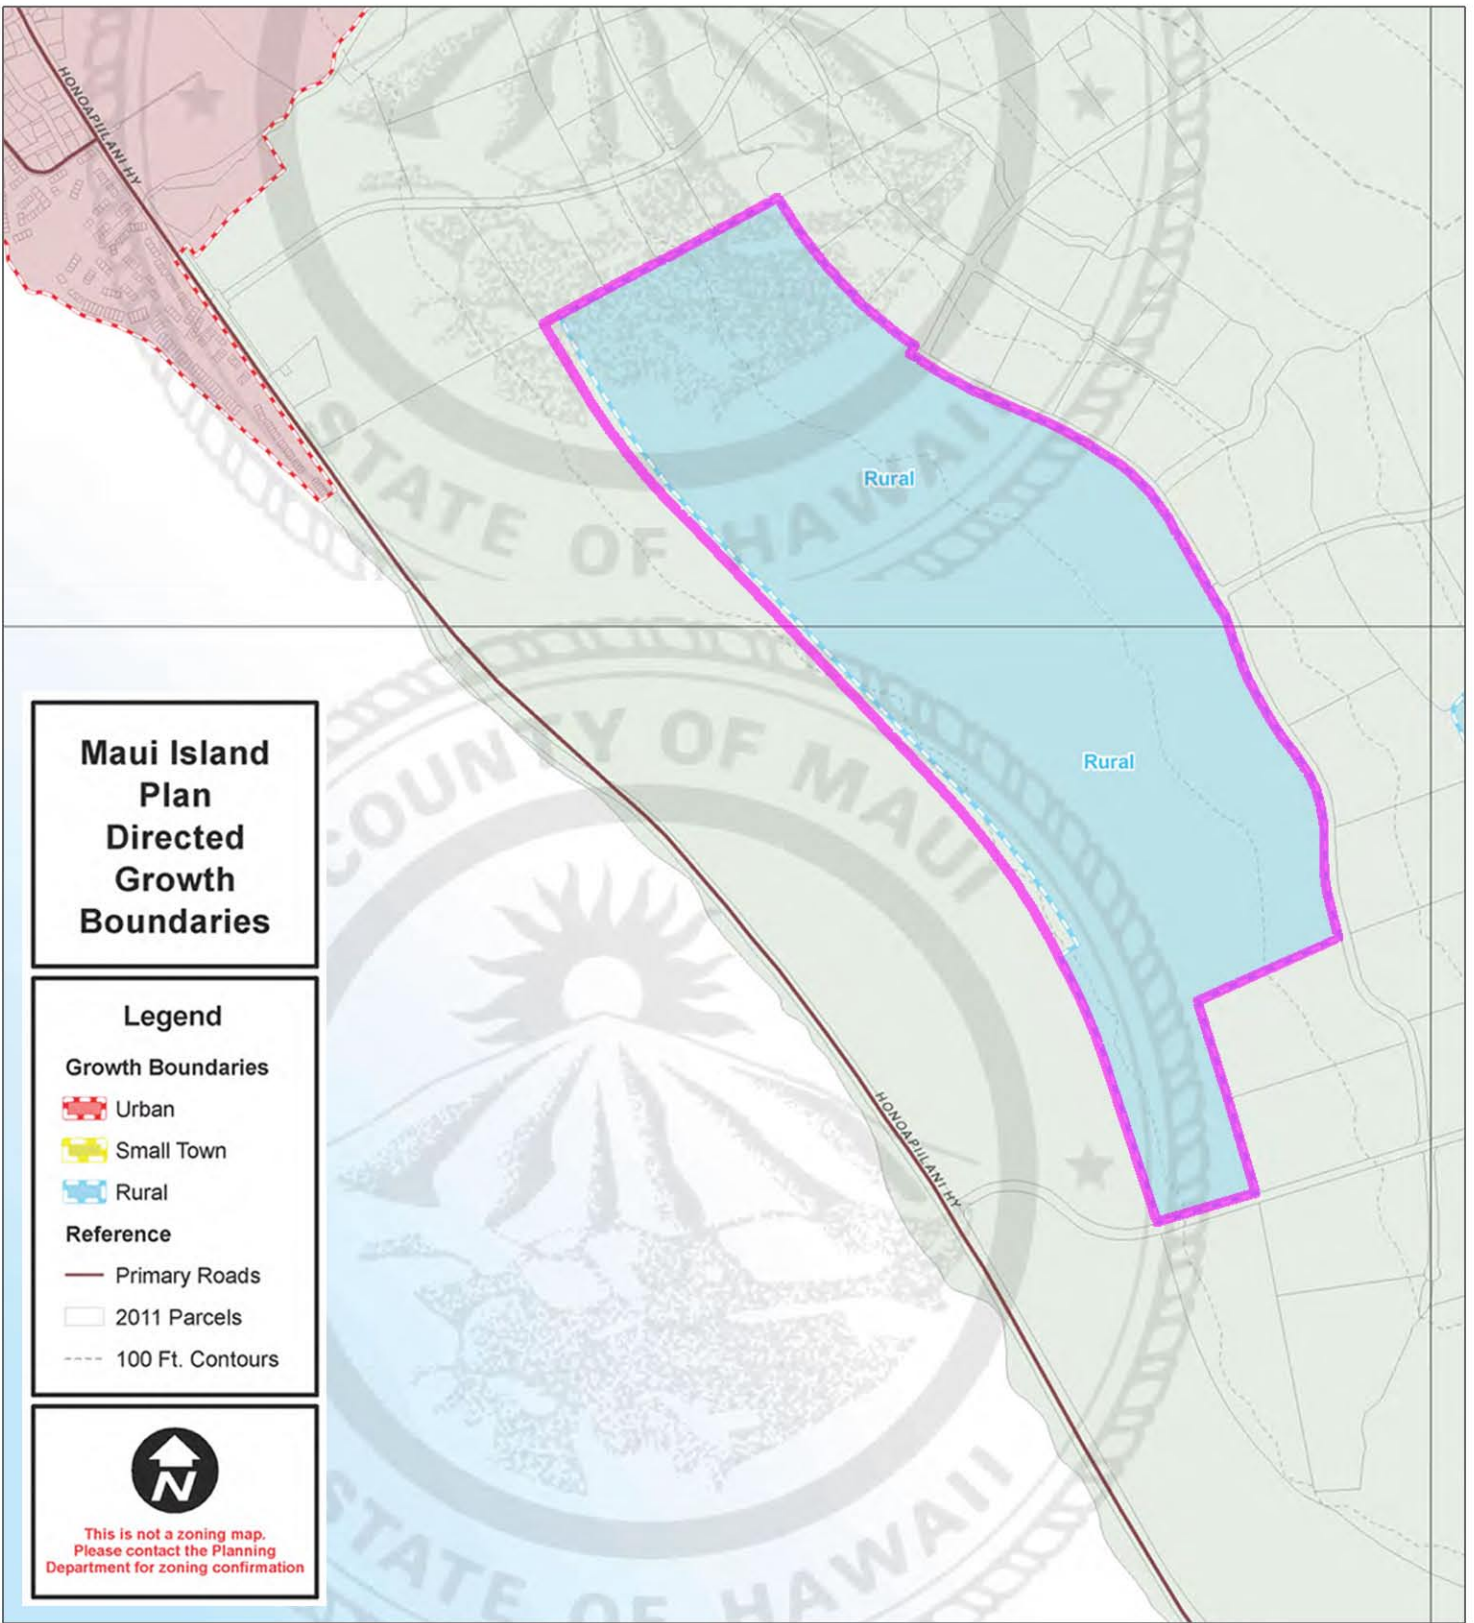 HONOAPIILANI HY
STATE OF HAWAII
Rural
COUNTY OF MAUI
Rural
Maui Island
Plan
Directed
Growth
Boundaries
Legend
Growth Boundaries
Urban
Small Town
Rural
Reference
Primary Roads
2011 Parcels
100 Ft. Contours
HONOAPIILANI HY
N
This is not a zoning map.
Please contact the Planning
Department for zoning confirmation
STATE OF HAWAII